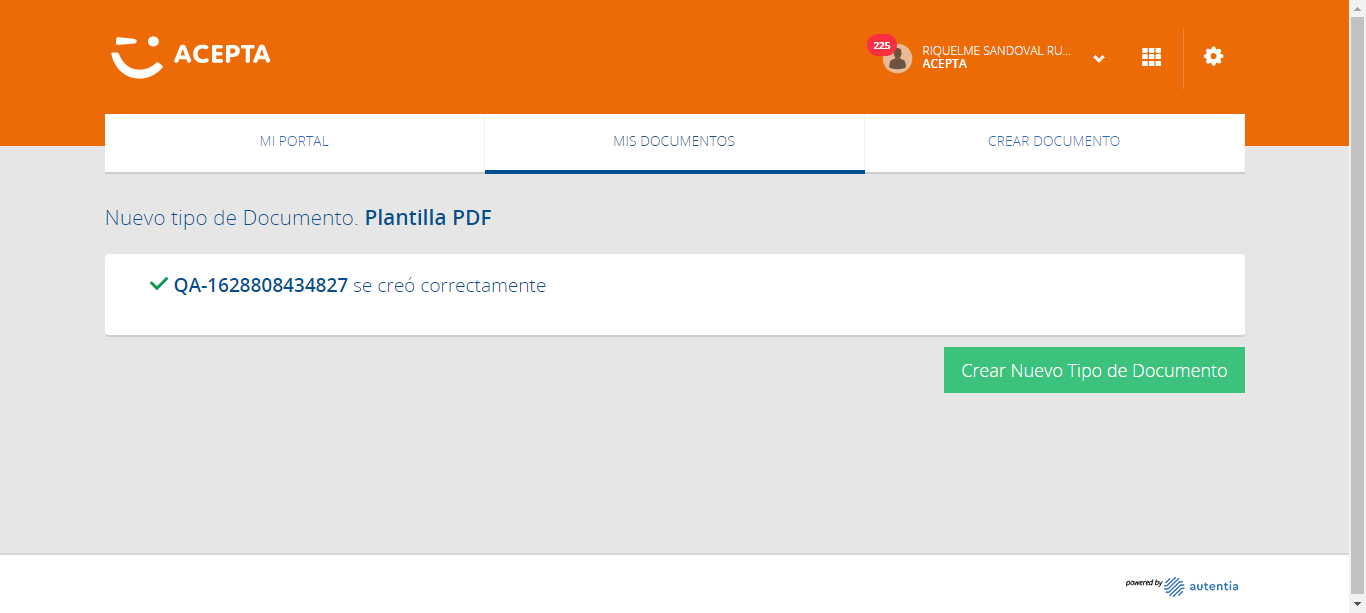 ACEPTA
225
RIQUELME SANDOVAL RU...
ACEPTA
MI PORTAL
MIS DOCUMENTOS
CREAR DOCUMENTO
Nuevo tipo de Documento. Plantilla PDF
QA-1628808434827 se creó correctamente
Crear Nuevo Tipo de Documento
powered by autentia